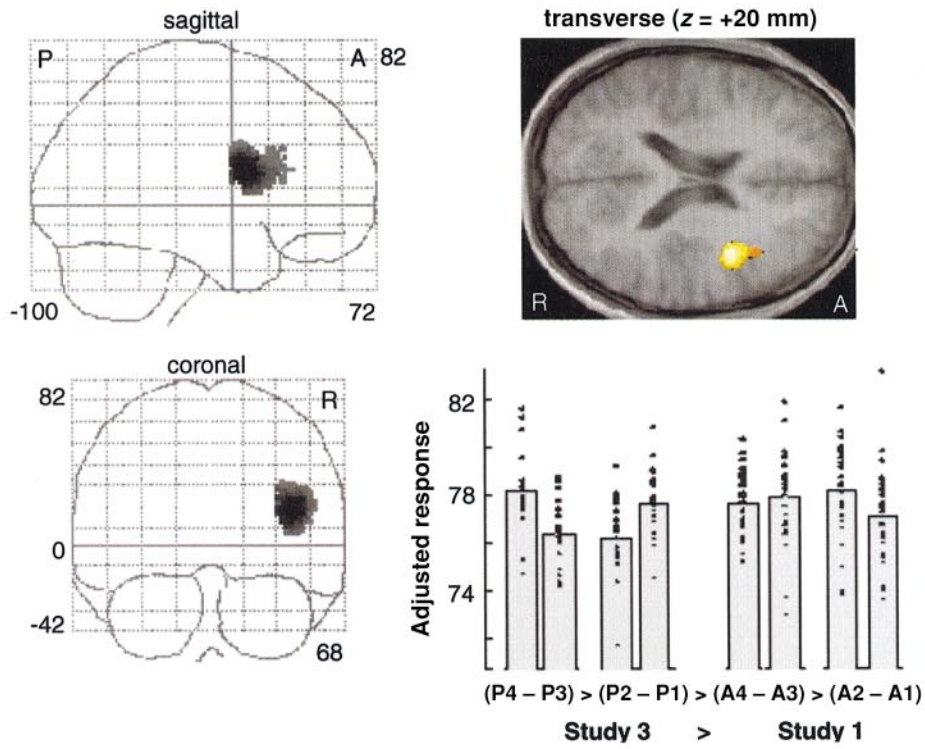 sagittal
P
A
82
-100
72
transverse (z = +20 mm)
R
A
coronal
82
R
0
-42
68
Adjusted response
82
78
74
(P4 – P3) > (P2 – P1) > (A4 – A3) > (A2 – A1)
Study 3 > Study 1